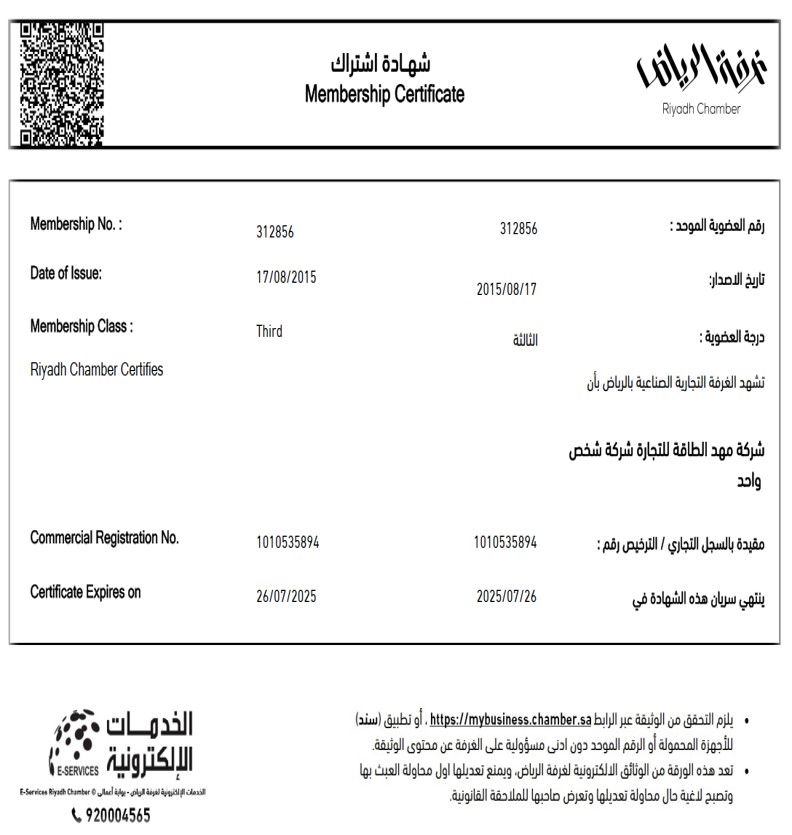 شهادة اشتراك
Membership Certificate
غرفة الرياض
Riyadh Chamber
Membership No. : 312856 312856 رقم العضوية الموحد :
Date of Issue: 17/08/2015 2015/08/17 تاريخ الاصدار:
Membership Class : Third الثالثة درجة العضوية :
Riyadh Chamber Certifies تشهد الغرفة التجارية الصناعية بالرياض بأن
شركة مهد الطاقة للتجارة شركة شخص
واحد
Commercial Registration No. 1010535894 1010535894 مقيدة بالسجل التجاري / الترخيص رقم :
Certificate Expires on 26/07/2025 2025/07/26 ينتهي سريان هذه الشهادة في
• يلزم التحقق من الوثيقة عبر الرابط https://mybusiness.chamber.sa ، أو تطبيق (سند)
للأجهزة المحمولة أو الرقم الموحد دون ادنى مسؤولية على الغرفة عن محتوى الوثيقة.
• تعد هذه الورقة من الوثائق الالكترونية لغرفة الرياض، ويمنع تعديلها اول محاولة العبث بها
وتصبح لاغية حال محاولة تعديلها وتعرض صاحبها للملاحقة القانونية.
الخدمـات
الإلكترونية
E-SERVICES
الخدمات الإلكترونية لغرفة الرياض - بوابة أعمالي © E-Services Riyadh Chamber
920004565